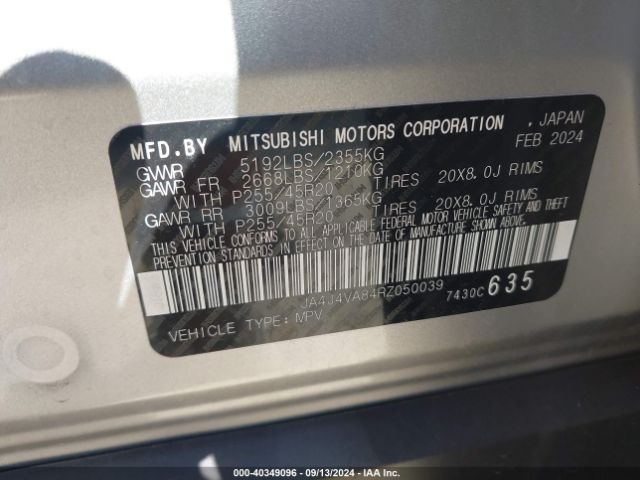 MFD.BY MITSUBISHI MOTORS CORPORATION , JAPAN
FEB 2024
GVWR 5192LBS/2355KG
GAWR FR 2668LBS/1210KG
WITH P255/45R20 TIRES 20X8.0J RIMS
GAWR RR 3009LBS/1365KG
WITH P255/45R20 TIRES 20X8.0J RIMS
THIS VEHICLE CONFORMS TO ALL APPLICABLE FEDERAL MOTOR VEHICLE SAFETY AND THEFT
PREVENTION STANDARDS IN EFFECT ON THE DATE OF MANUFACTURE SHOWN ABOVE.
JA4J4VA84RZ050039
7430C 635
VEHICLE TYPE: MPV
000-40349096 - 09/13/2024 - IAA Inc.